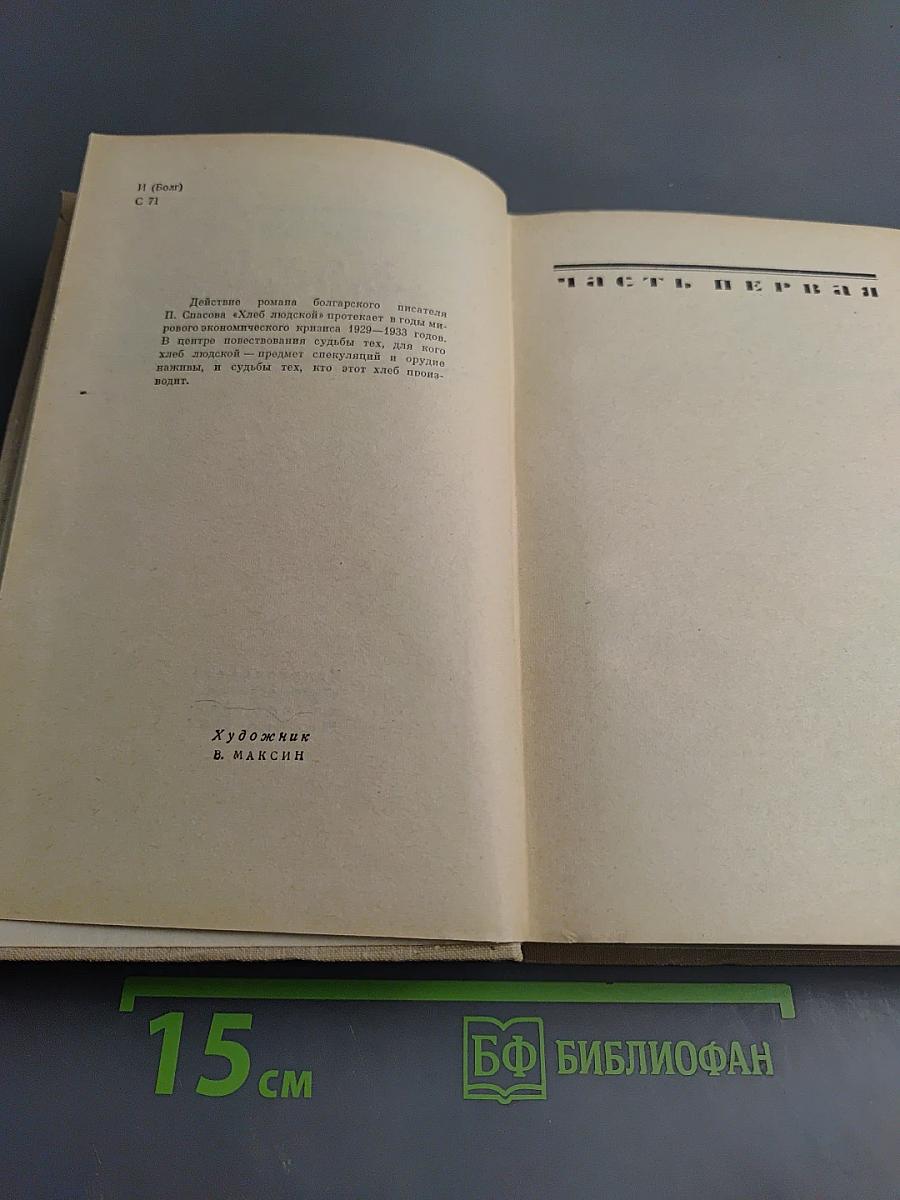 И (Болг)
С 71
Действие романа болгарского писателя
П. Спасова «Хлеб людской» протекает в годы ми-
рового экономического кризиса 1929—1933 годов.
В центре повествования судьбы тех, для кого
хлеб людской — предмет спекуляций и орудие
наживы, и судьбы тех, кто этот хлеб произ-
водит.
Художник
В. МАКСИН
ЧАСТЬ ПЕРВАЯ
15 см
БФ БИБЛИОФАН